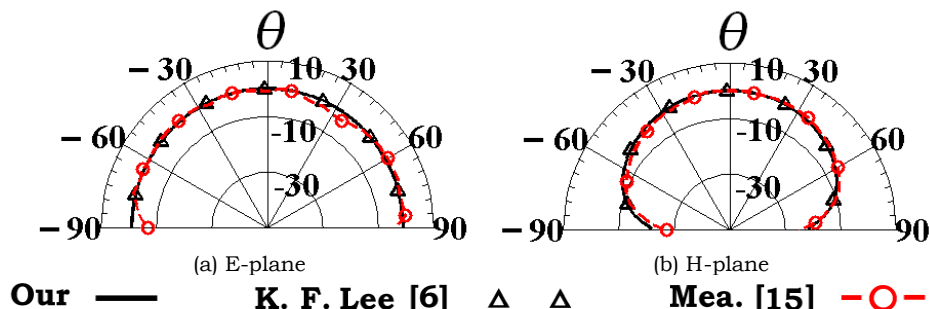 θ
θ
− 30
10
30
− 30
10
30
− 60
-10
60
− 60
-10
60
-30
-30
− 90
90
− 90
90
(a) E-plane
(b) H-plane
Our
K. F. Lee [6]
Mea. [15]